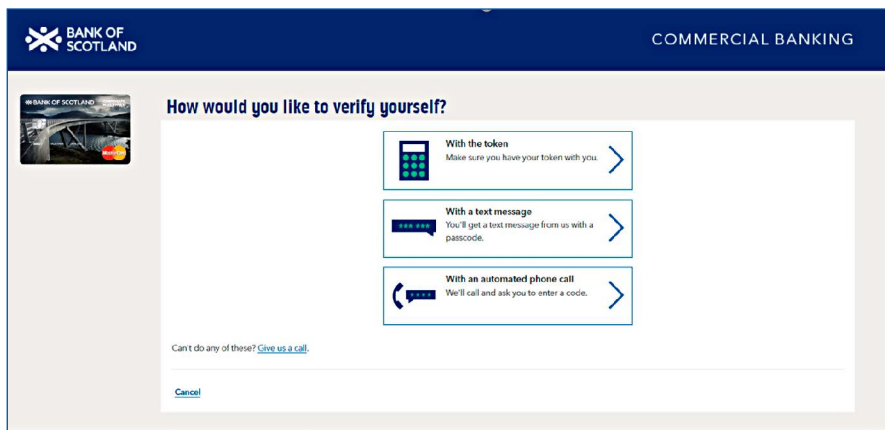 BANK OF
SCOTLAND
COMMERCIAL BANKING
BANK OF SCOTLAND
How would you like to verify yourself?
With the token
Make sure you have your token with you.
With a text message
You'll get a text message from us with a
passcode.
With an automated phone call
We'll call and ask you to enter a code.
Can't do any of these? Give us a call.
Cancel